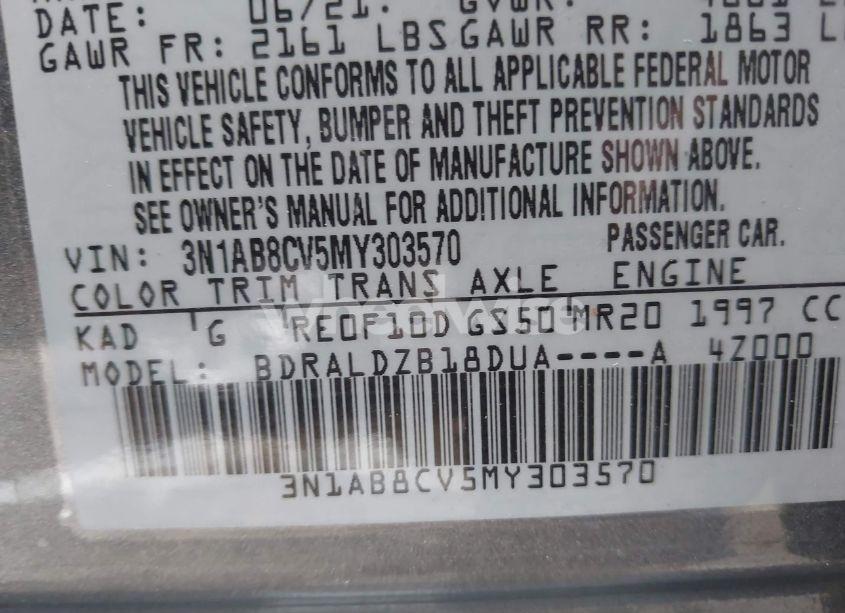 DATE: 06/21. GVWR:
GAWR FR: 2161 LBS GAWR RR: 1863
THIS VEHICLE CONFORMS TO ALL APPLICABLE FEDERAL MOTOR
VEHICLE SAFETY, BUMPER AND THEFT PREVENTION STANDARDS
IN EFFECT ON THE DATE OF MANUFACTURE SHOWN ABOVE.
SEE OWNER'S MANUAL FOR ADDITIONAL INFORMATION.
VIN: 3N1AB8CV5MY303570 PASSENGER CAR.
COLOR TRIM TRANS AXLE ENGINE
KAD G RE0F10D GS50 MR20 1997 CC
MODEL: BDRALDZB18DUA----A 4Z000
3N1AB8CV5MY303570